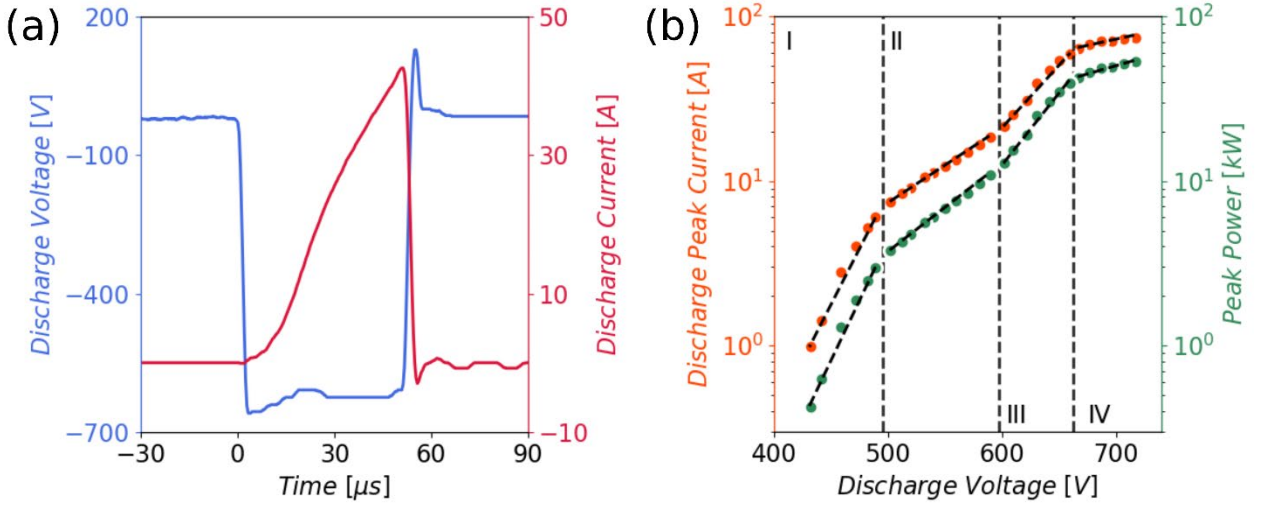 (a)
200
−100
−400
−700
Discharge Voltage [V]
50
30
10
−10
Discharge Current [A]
−30
0
30
60
90
Time [μs]
(b)
I
II
III
IV
10²
10¹
10⁰
Discharge Peak Current [A]
10²
10¹
10⁰
Peak Power [kW]
400
500
600
700
Discharge Voltage [V]